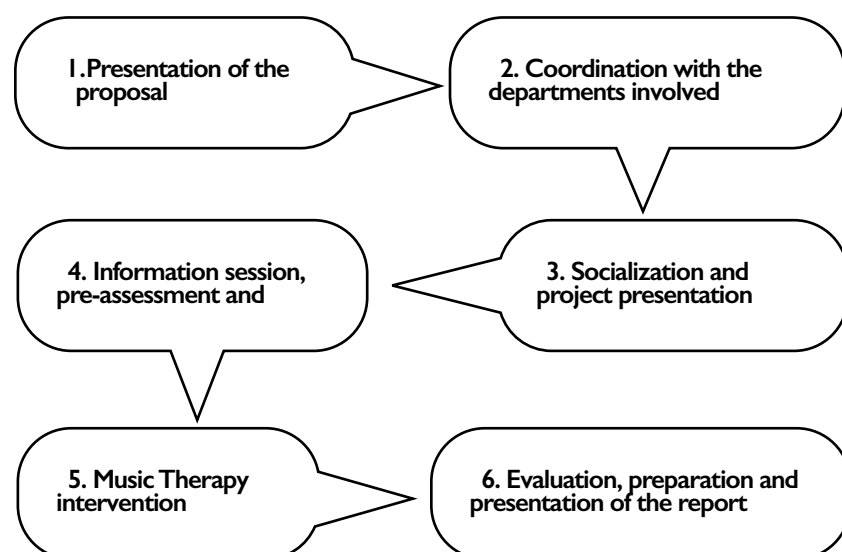 1.Presentation of the
proposal
2. Coordination with the
departments involved
3. Socialization and
project presentation
4. Information session,
pre-assessment and
5. Music Therapy
intervention
6. Evaluation, preparation and
presentation of the report